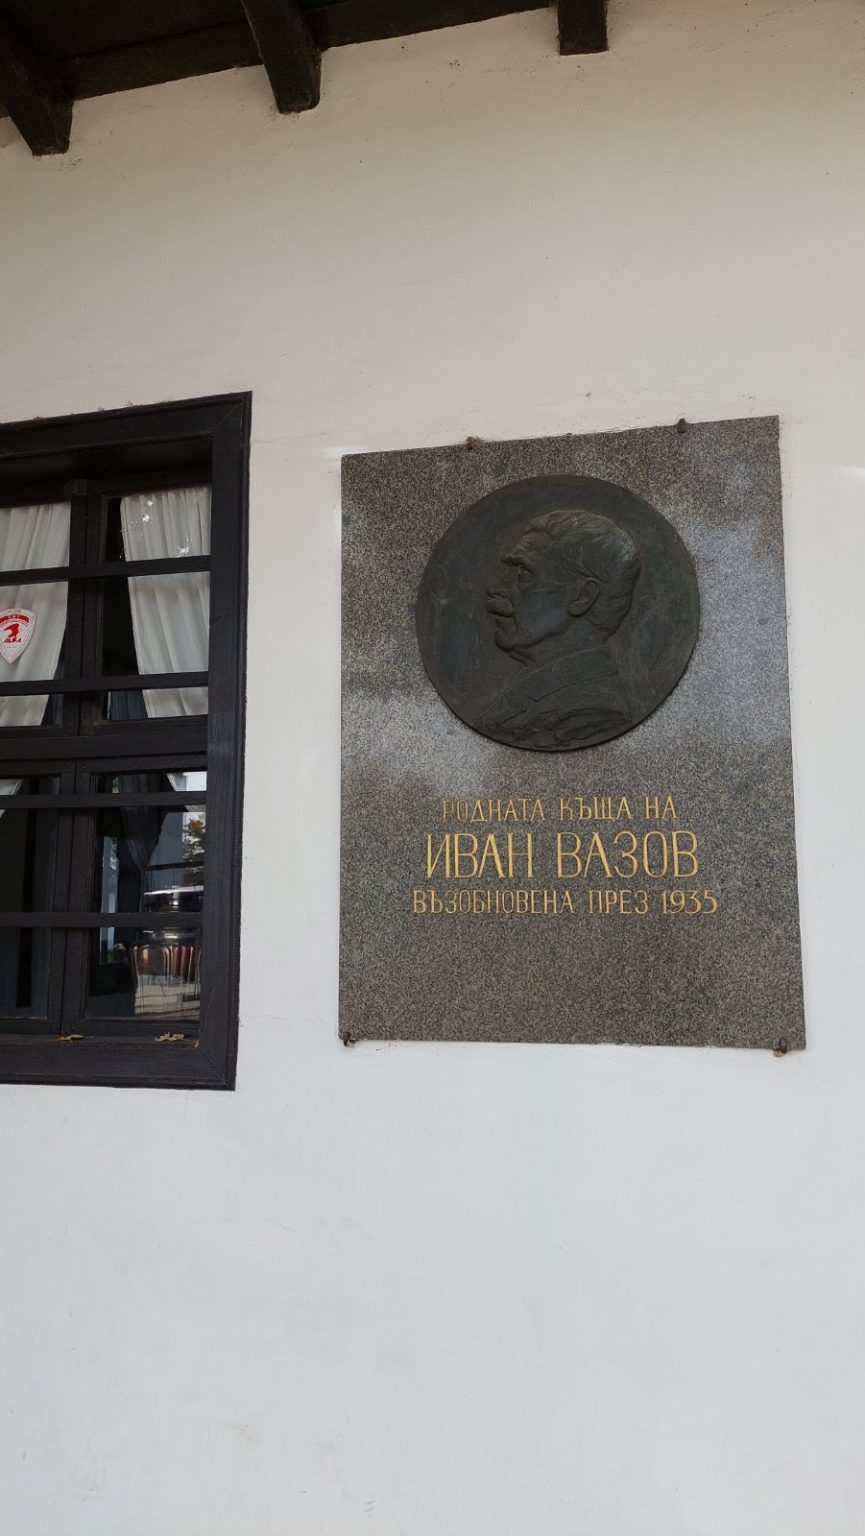 РОДНАТА КЪЩА НА
ИВАН ВАЗОВ
ВЪЗОБНОВЕНА ПРЕЗ 1935